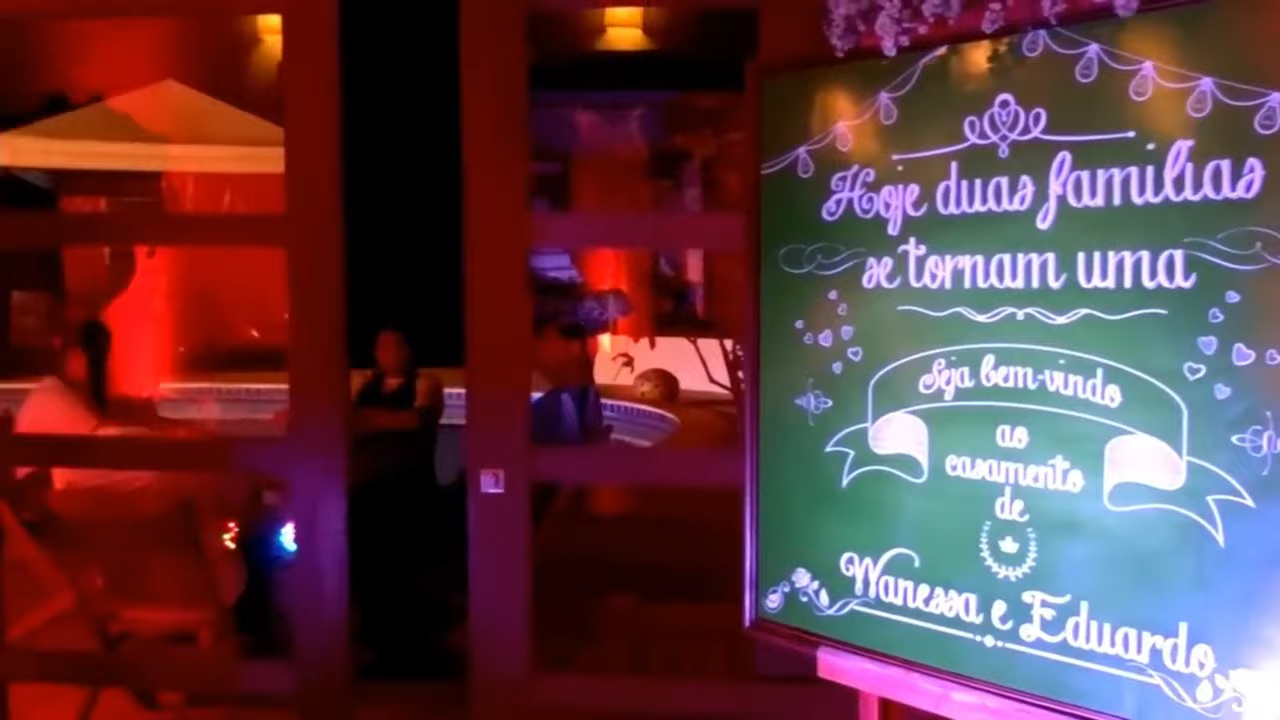 Hoje duas famílias
se tornam uma
Seja bem-vindo
ao
casamento
de
Wanessa e Eduardo